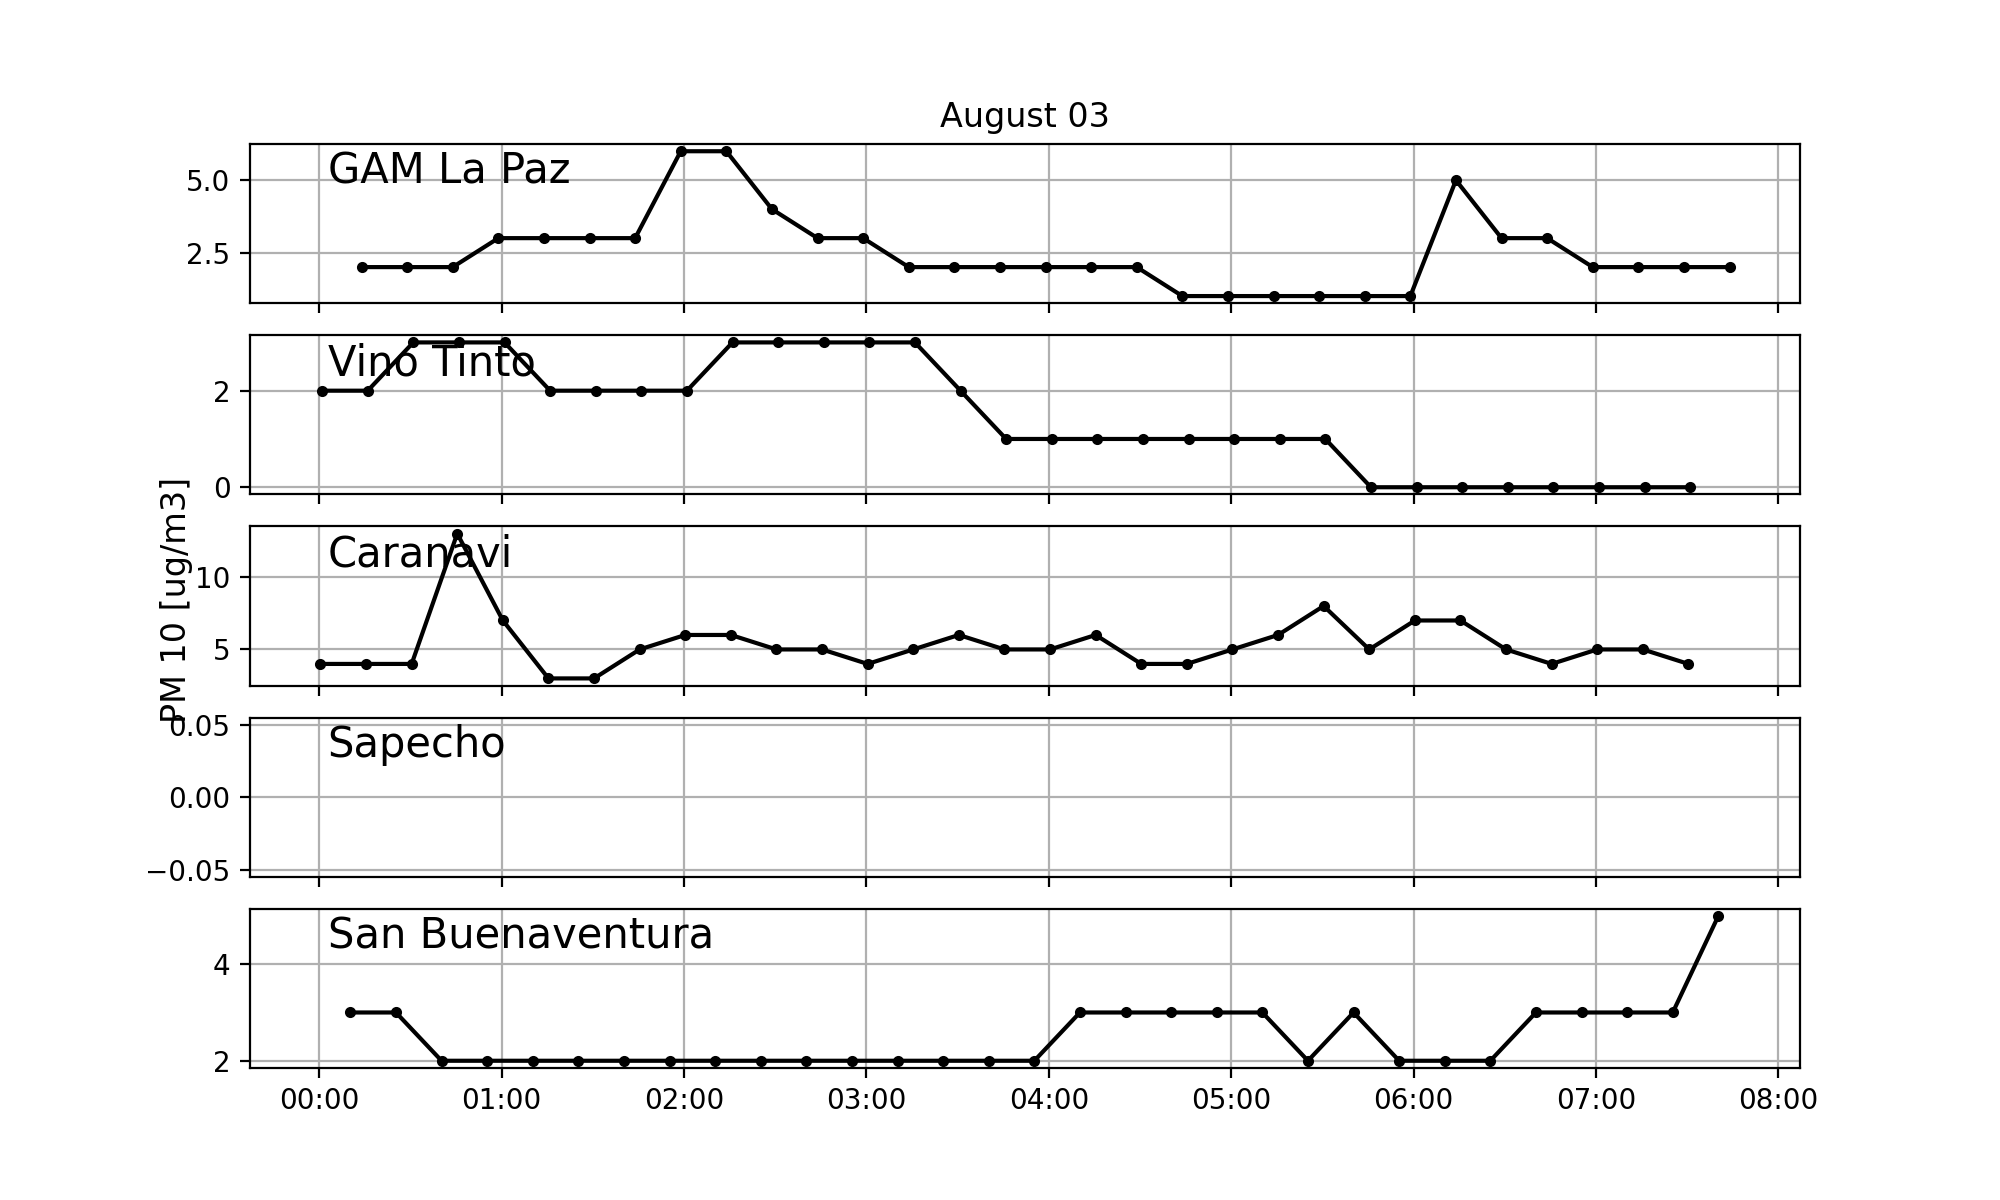 August 03
GAM La Paz
5.0
2.5
Vino Tinto
2
0
PM 10 [ug/m3]
Caranavi
10
5
Sapecho
0.05
0.00
−0.05
San Buenaventura
4
2
00:00 01:00 02:00 03:00 04:00 05:00 06:00 07:00 08:00